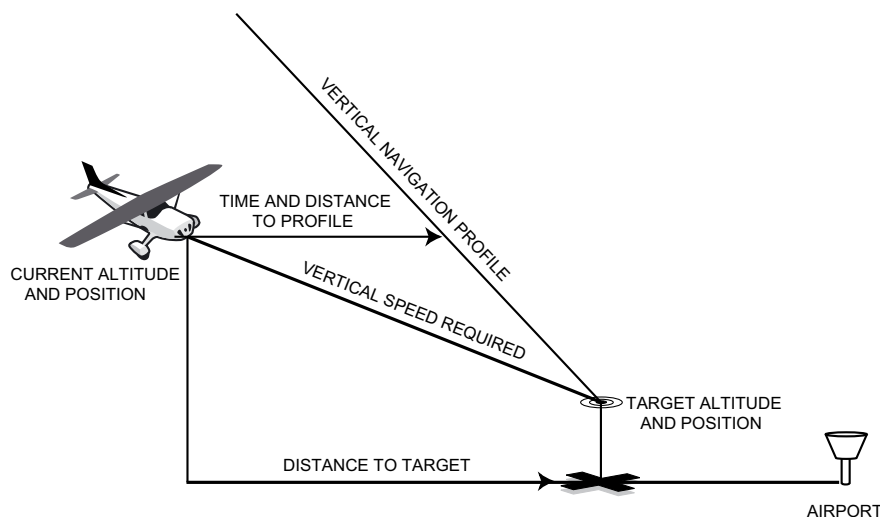 VERTICAL NAVIGATION PROFILE
TIME AND DISTANCE
TO PROFILE
CURRENT ALTITUDE
AND POSITION
VERTICAL SPEED REQUIRED
TARGET ALTITUDE
AND POSITION
DISTANCE TO TARGET
AIRPORT